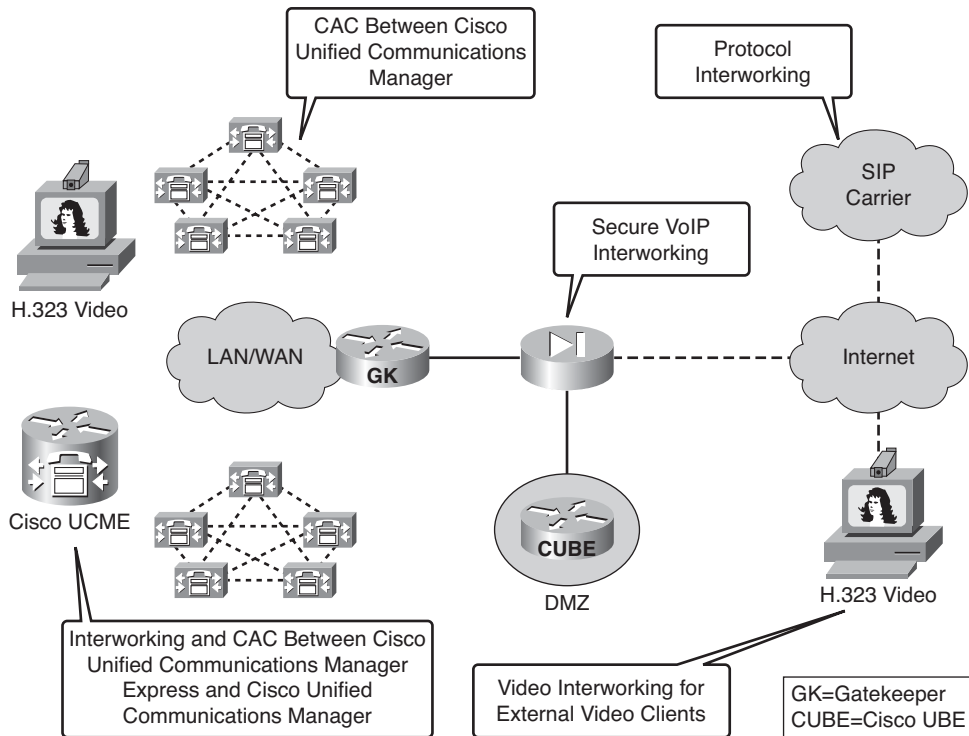 CAC Between Cisco
Unified Communications
Manager
Protocol
Interworking
SIP
Carrier
Secure VoIP
Interworking
H.323 Video
LAN/WAN
GK
Internet
Cisco UCME
CUBE
DMZ
H.323 Video
Interworking and CAC Between Cisco
Unified Communications Manager
Express and Cisco Unified
Communications Manager
Video Interworking for
External Video Clients
GK=Gatekeeper
CUBE=Cisco UBE